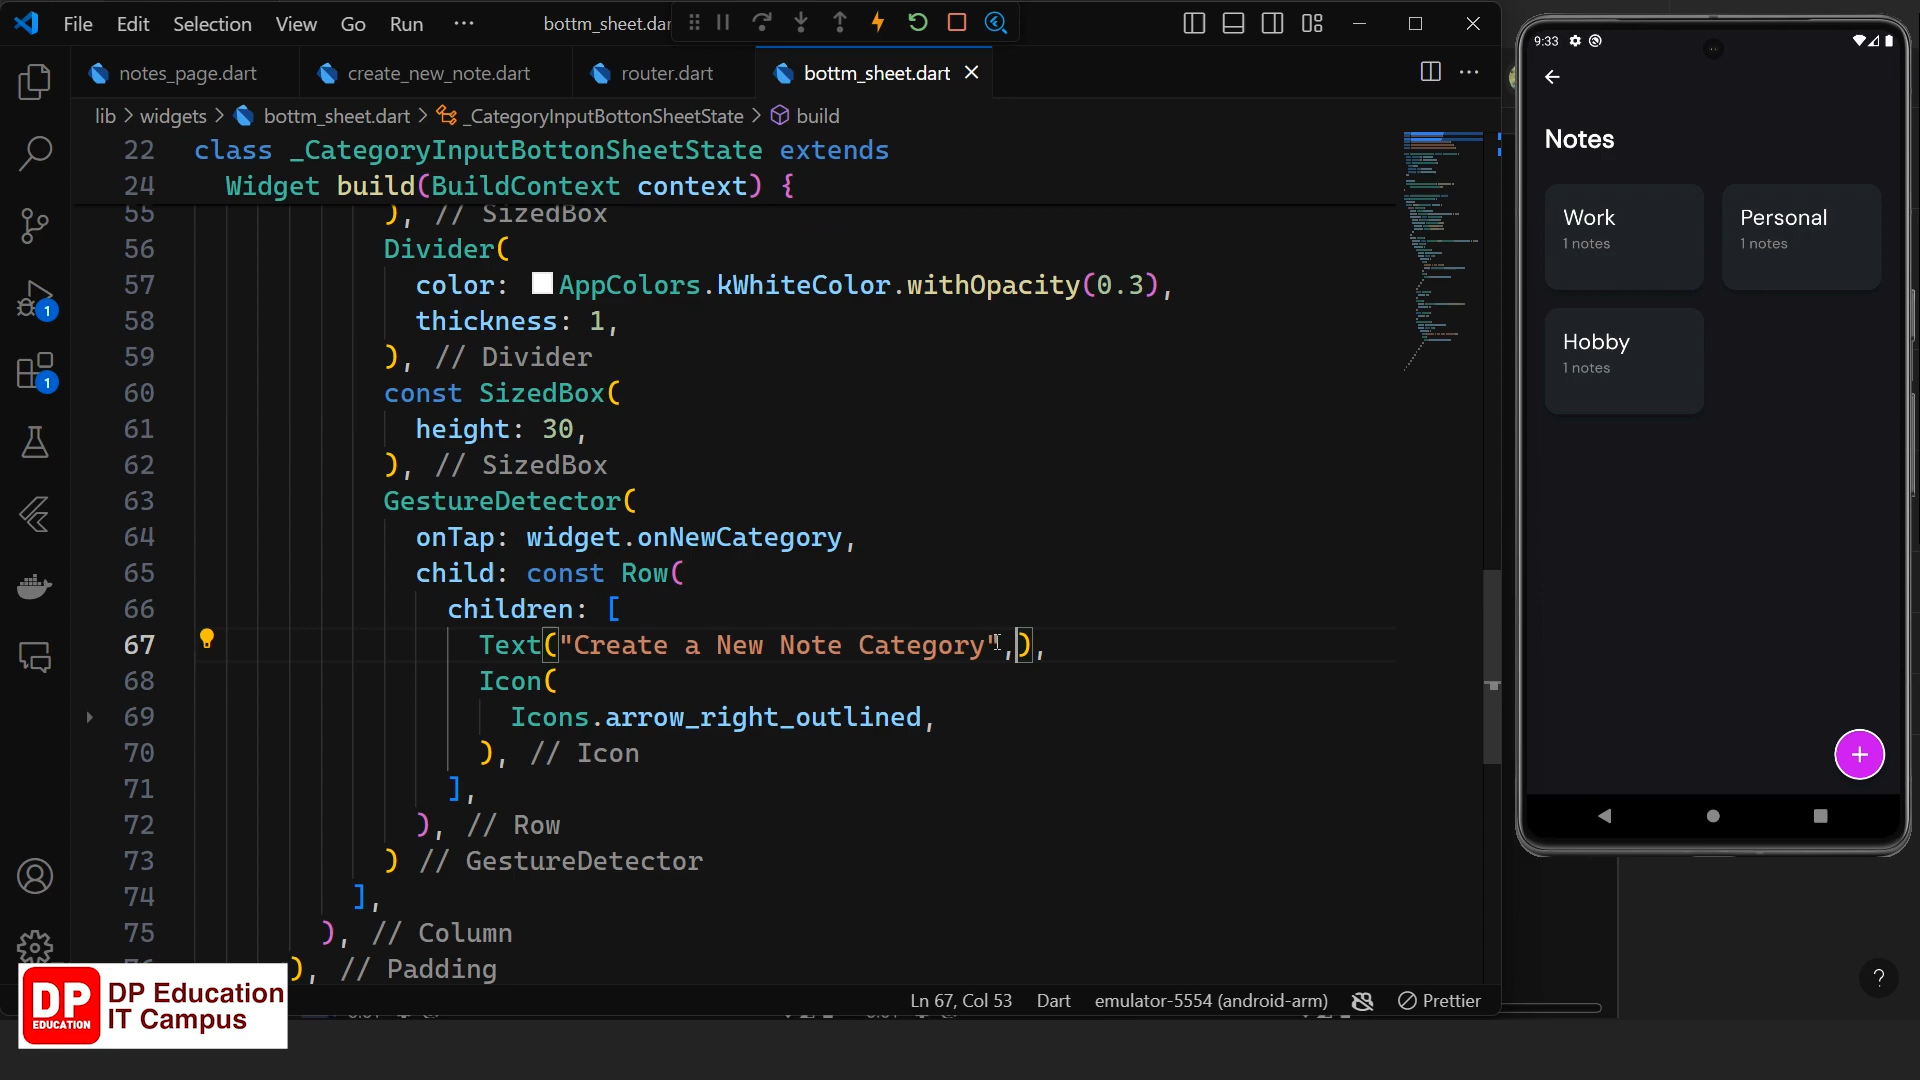 File Edit Selection View Go Run ··· bottm_sheet.dar
notes_page.dart create_new_note.dart router.dart bottm_sheet.dart
lib > widgets > bottm_sheet.dart > _CategoryInputBottonSheetState > build
22 class _CategoryInputBottonSheetState extends
24 Widget build(BuildContext context) {
55 ), // SizedBox
56 Divider(
57 color: AppColors.kWhiteColor.withOpacity(0.3),
58 thickness: 1,
59 ), // Divider
60 const SizedBox(
61 height: 30,
62 ), // SizedBox
63 GestureDetector(
64 onTap: widget.onNewCategory,
65 child: const Row(
66 children: [
67 Text("Create a New Note Category",),
68 Icon(
69 Icons.arrow_right_outlined,
70 ), // Icon
71 ],
72 ), // Row
73 ) // GestureDetector
74 ],
75 ), // Column
), // Padding
1
1
Ln 67, Col 53 Dart emulator-5554 (android-arm) Prettier
DP
EDUCATION
DP Education
IT Campus
9:33
Notes
Work
1 notes
Personal
1 notes
Hobby
1 notes
+
?